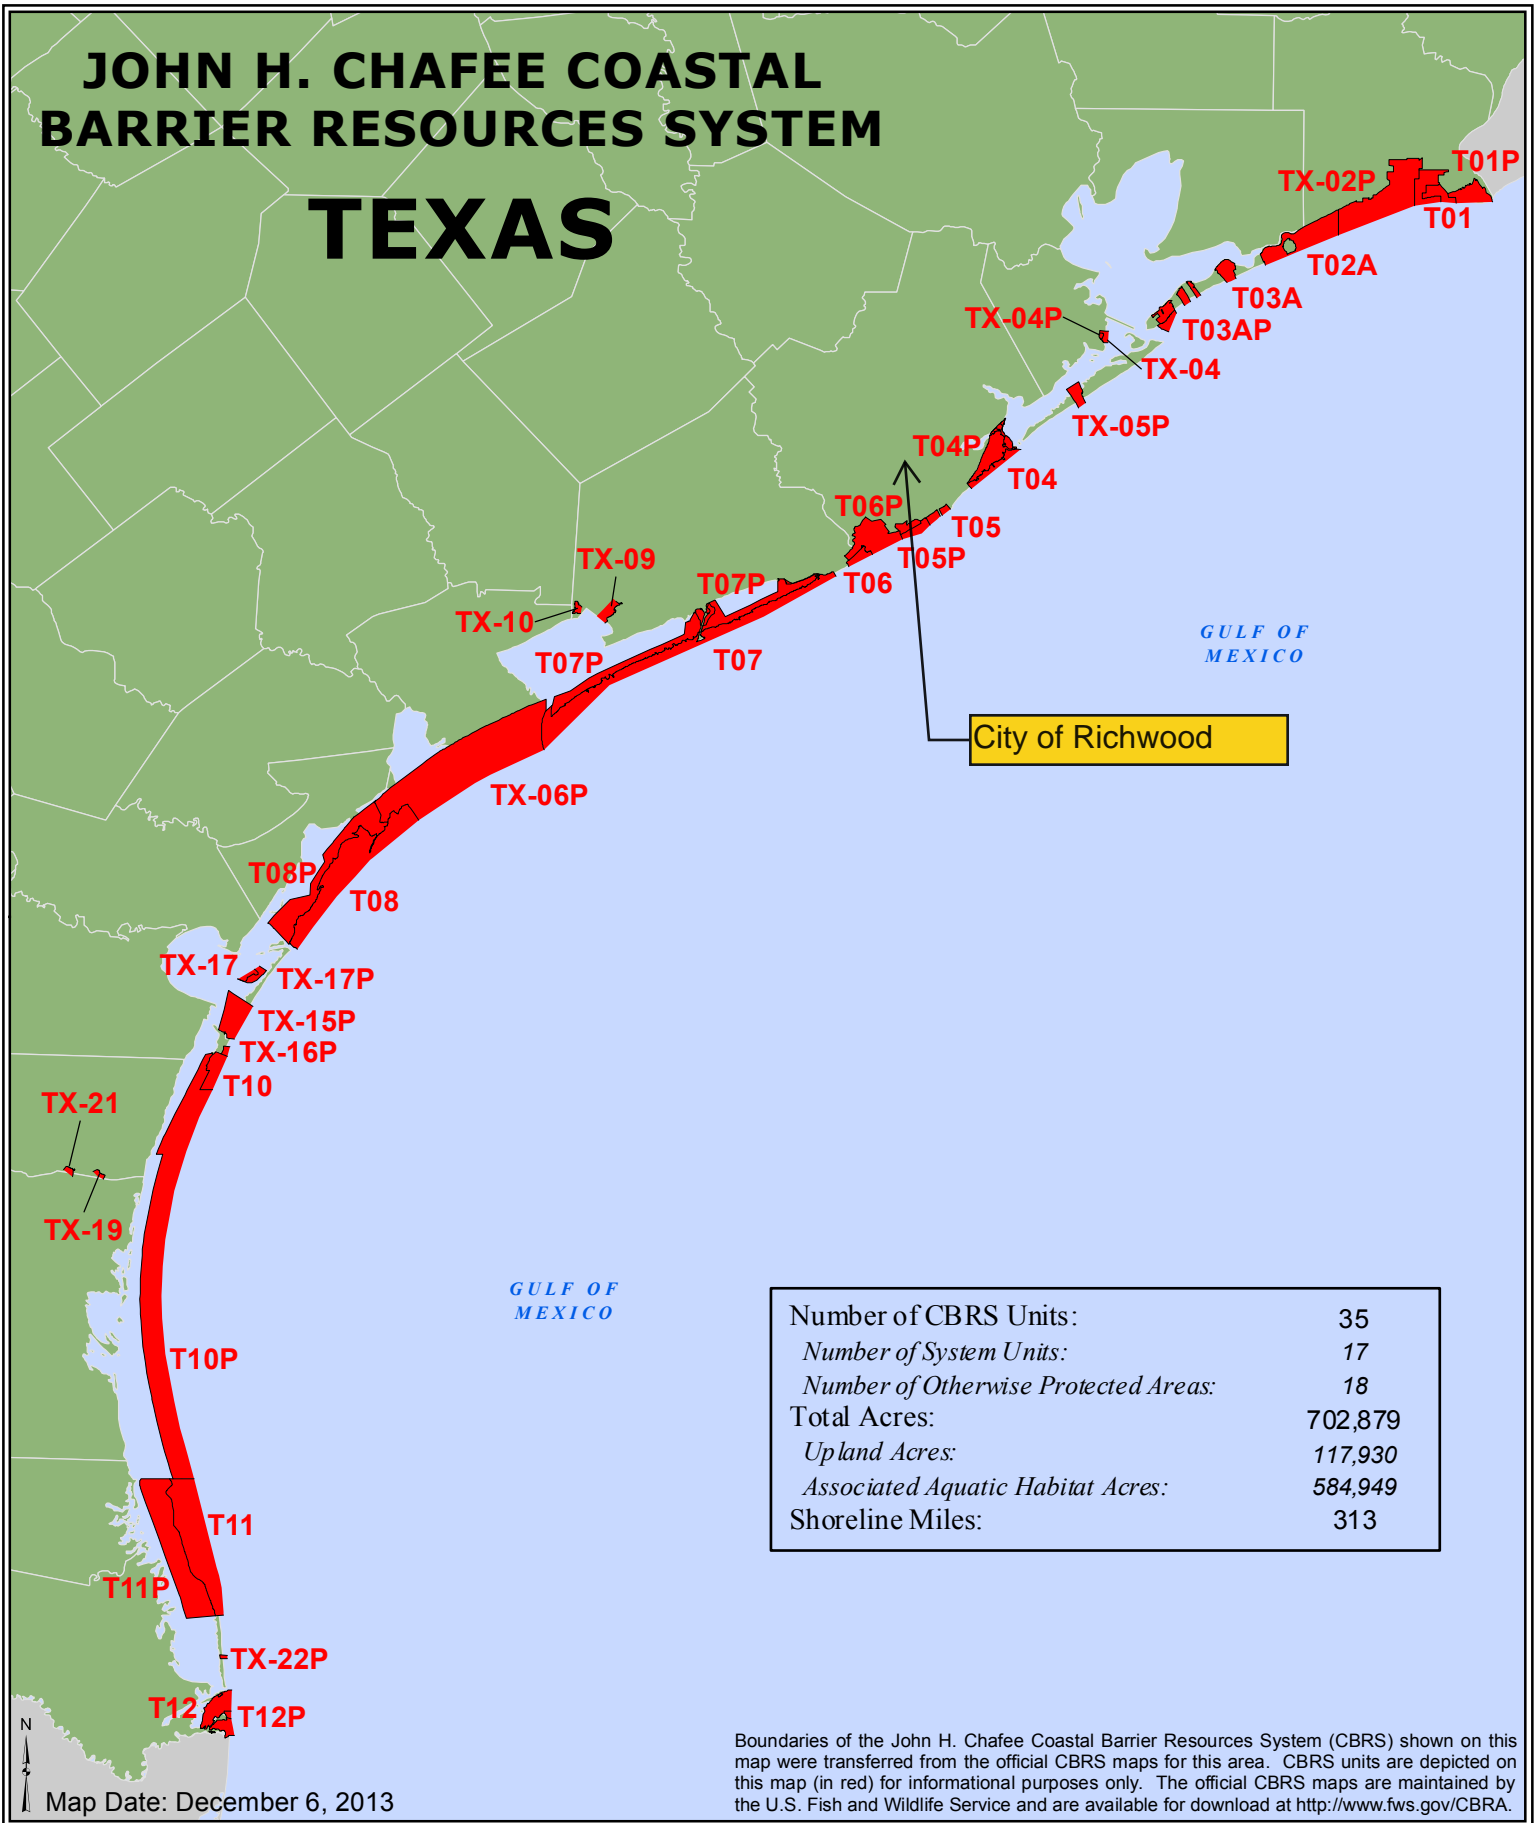 JOHN H. CHAFEE COASTAL
BARRIER RESOURCES SYSTEM
TEXAS
T01P
TX-02P
T01
T02A
T03A
T03AP
TX-04P
TX-04
TX-05P
T04P
T04
T06P
T05
T05P
T06
TX-09
T07P
TX-10
T07P
T07
GULF OF
MEXICO
City of Richwood
TX-06P
T08P
T08
TX-17
TX-17P
TX-15P
TX-16P
T10
TX-21
TX-19
GULF OF
MEXICO
T10P
Number of CBRS Units: 35
Number of System Units: 17
Number of Otherwise Protected Areas: 18
Total Acres: 702,879
Upland Acres: 117,930
Associated Aquatic Habitat Acres: 584,949
Shoreline Miles: 313
T11
T11P
TX-22P
T12
T12P
N
Map Date: December 6, 2013
Boundaries of the John H. Chafee Coastal Barrier Resources System (CBRS) shown on this
map were transferred from the official CBRS maps for this area. CBRS units are depicted on
this map (in red) for informational purposes only. The official CBRS maps are maintained by
the U.S. Fish and Wildlife Service and are available for download at http://www.fws.gov/CBRA.